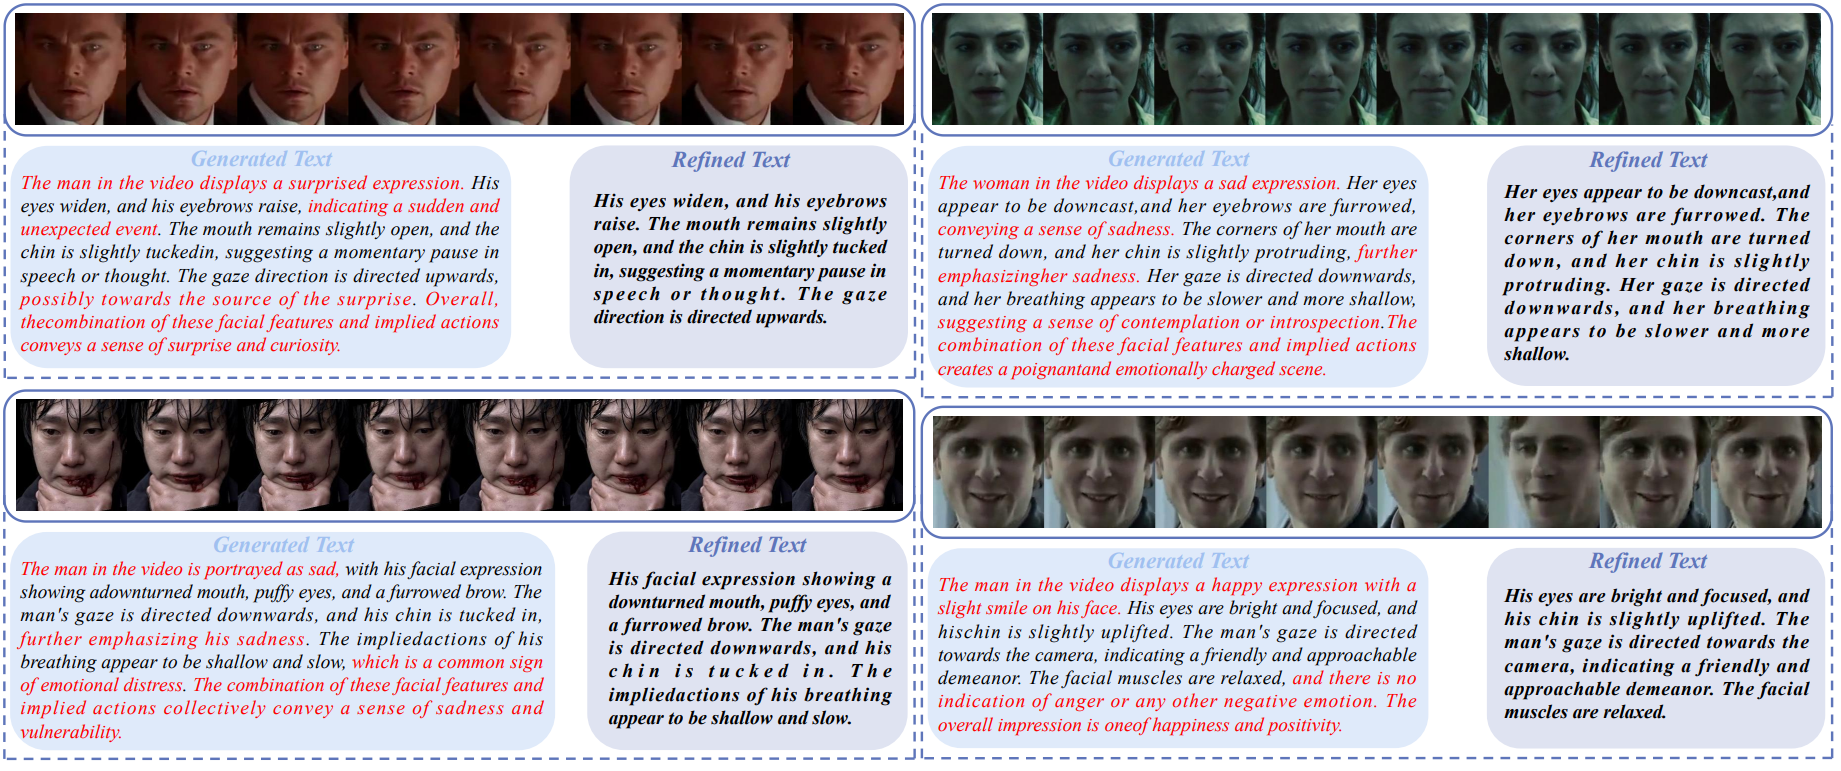 Generated Text
The man in the video displays a surprised expression. His
eyes widen, and his eyebrows raise, indicating a sudden and
unexpected event. The mouth remains slightly open, and the
chin is slightly tuckedin, suggesting a momentary pause in
speech or thought. The gaze direction is directed upwards,
possibly towards the source of the surprise. Overall,
thecombination of these facial features and implied actions
conveys a sense of surprise and curiosity.
Refined Text
His eyes widen, and his eyebrows
raise. The mouth remains slightly
open, and the chin is slightly tucked
in, suggesting a momentary pause in
speech or thought. The gaze
direction is directed upwards.
Generated Text
The woman in the video displays a sad expression. Her eyes
appear to be downcast,and her eyebrows are furrowed,
conveying a sense of sadness. The corners of her mouth are
turned down, and her chin is slightly protruding, further
emphasizingher sadness. Her gaze is directed downwards,
and her breathing appears to be slower and more shallow,
suggesting a sense of contemplation or introspection.The
combination of these facial features and implied actions
creates a poignantand emotionally charged scene.
Refined Text
Her eyes appear to be downcast,and
her eyebrows are furrowed. The
corners of her mouth are turned
down, and her chin is slightly
protruding. Her gaze is directed
downwards, and her breathing
appears to be slower and more
shallow.
Generated Text
The man in the video is portrayed as sad, with his facial expression
showing adownturned mouth, puffy eyes, and a furrowed brow. The
man's gaze is directed downwards, and his chin is tucked in,
further emphasizing his sadness. The impliedactions of his
breathing appear to be shallow and slow, which is a common sign
of emotional distress. The combination of these facial features and
implied actions collectively convey a sense of sadness and
vulnerability.
Refined Text
His facial expression showing a
downturned mouth, puffy eyes, and
a furrowed brow. The man's gaze
is directed downwards, and his
chin is tucked in. The
impliedactions of his breathing
appear to be shallow and slow.
Generated Text
The man in the video displays a happy expression with a
slight smile on his face. His eyes are bright and focused, and
hischin is slightly uplifted. The man's gaze is directed
towards the camera, indicating a friendly and approachable
demeanor. The facial muscles are relaxed, and there is no
indication of anger or any other negative emotion. The
overall impression is oneof happiness and positivity.
Refined Text
His eyes are bright and focused, and
his chin is slightly uplifted. The
man's gaze is directed towards the
camera, indicating a friendly and
approachable demeanor. The facial
muscles are relaxed.